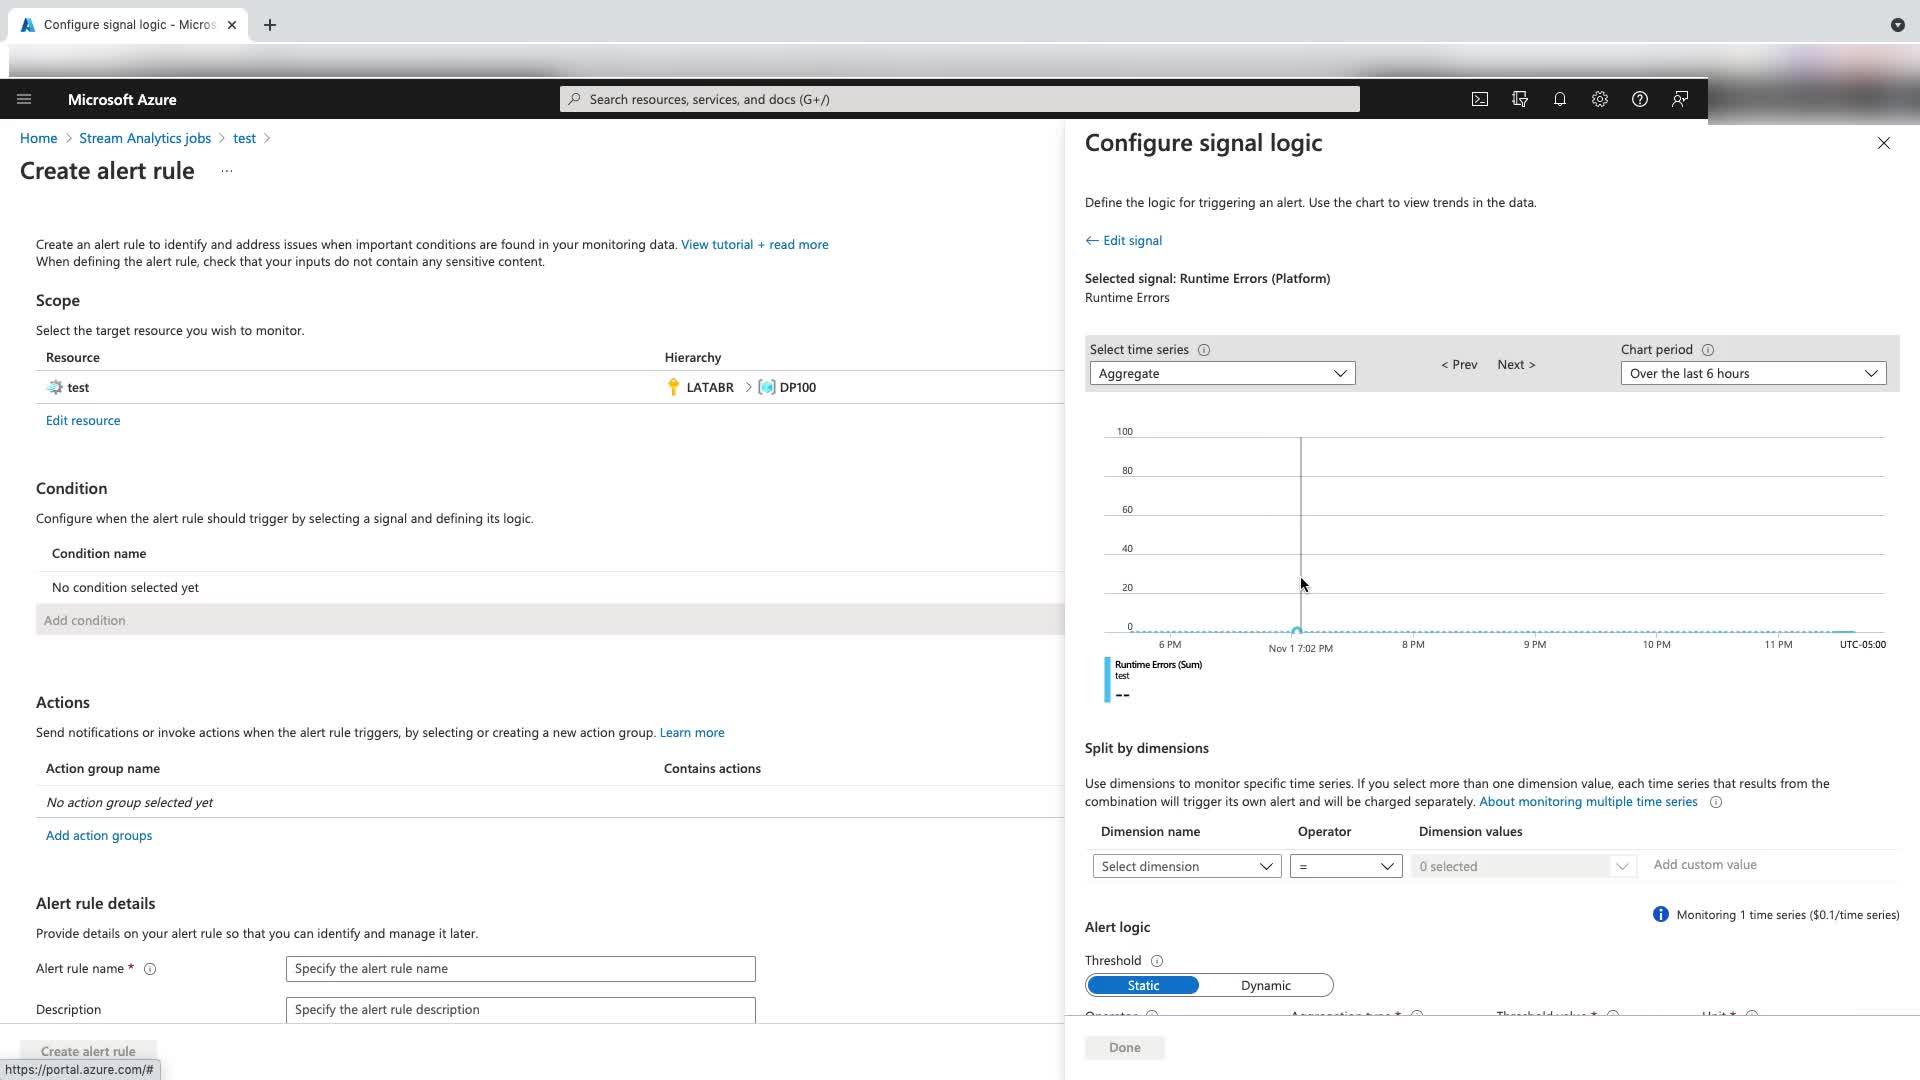 Configure signal logic - Micros
Microsoft Azure
Search resources, services, and docs (G+/)
Home > Stream Analytics jobs > test >
Create alert rule ...
Create an alert rule to identify and address issues when important conditions are found in your monitoring data. View tutorial + read more
When defining the alert rule, check that your inputs do not contain any sensitive content.
Scope
Select the target resource you wish to monitor.
Resource Hierarchy
test LATABR > DP100
Edit resource
Condition
Configure when the alert rule should trigger by selecting a signal and defining its logic.
Condition name
No condition selected yet
Add condition
Actions
Send notifications or invoke actions when the alert rule triggers, by selecting or creating a new action group. Learn more
Action group name Contains actions
No action group selected yet
Add action groups
Alert rule details
Provide details on your alert rule so that you can identify and manage it later.
Alert rule name * Specify the alert rule name
Description Specify the alert rule description
Create alert rule
https://portal.azure.com/#
Configure signal logic
Define the logic for triggering an alert. Use the chart to view trends in the data.
← Edit signal
Selected signal: Runtime Errors (Platform)
Runtime Errors
Select time series
Aggregate
< Prev Next >
Chart period
Over the last 6 hours
100
80
60
40
20
0
6 PM Nov 1 7:02 PM 8 PM 9 PM 10 PM 11 PM UTC-05:00
Runtime Errors (Sum)
test
--
Split by dimensions
Use dimensions to monitor specific time series. If you select more than one dimension value, each time series that results from the
combination will trigger its own alert and will be charged separately. About monitoring multiple time series
Dimension name Operator Dimension values
Select dimension = 0 selected Add custom value
Monitoring 1 time series ($0.1/time series)
Alert logic
Threshold
Static Dynamic
Operator Aggregation type * Threshold value * Unit *
Done